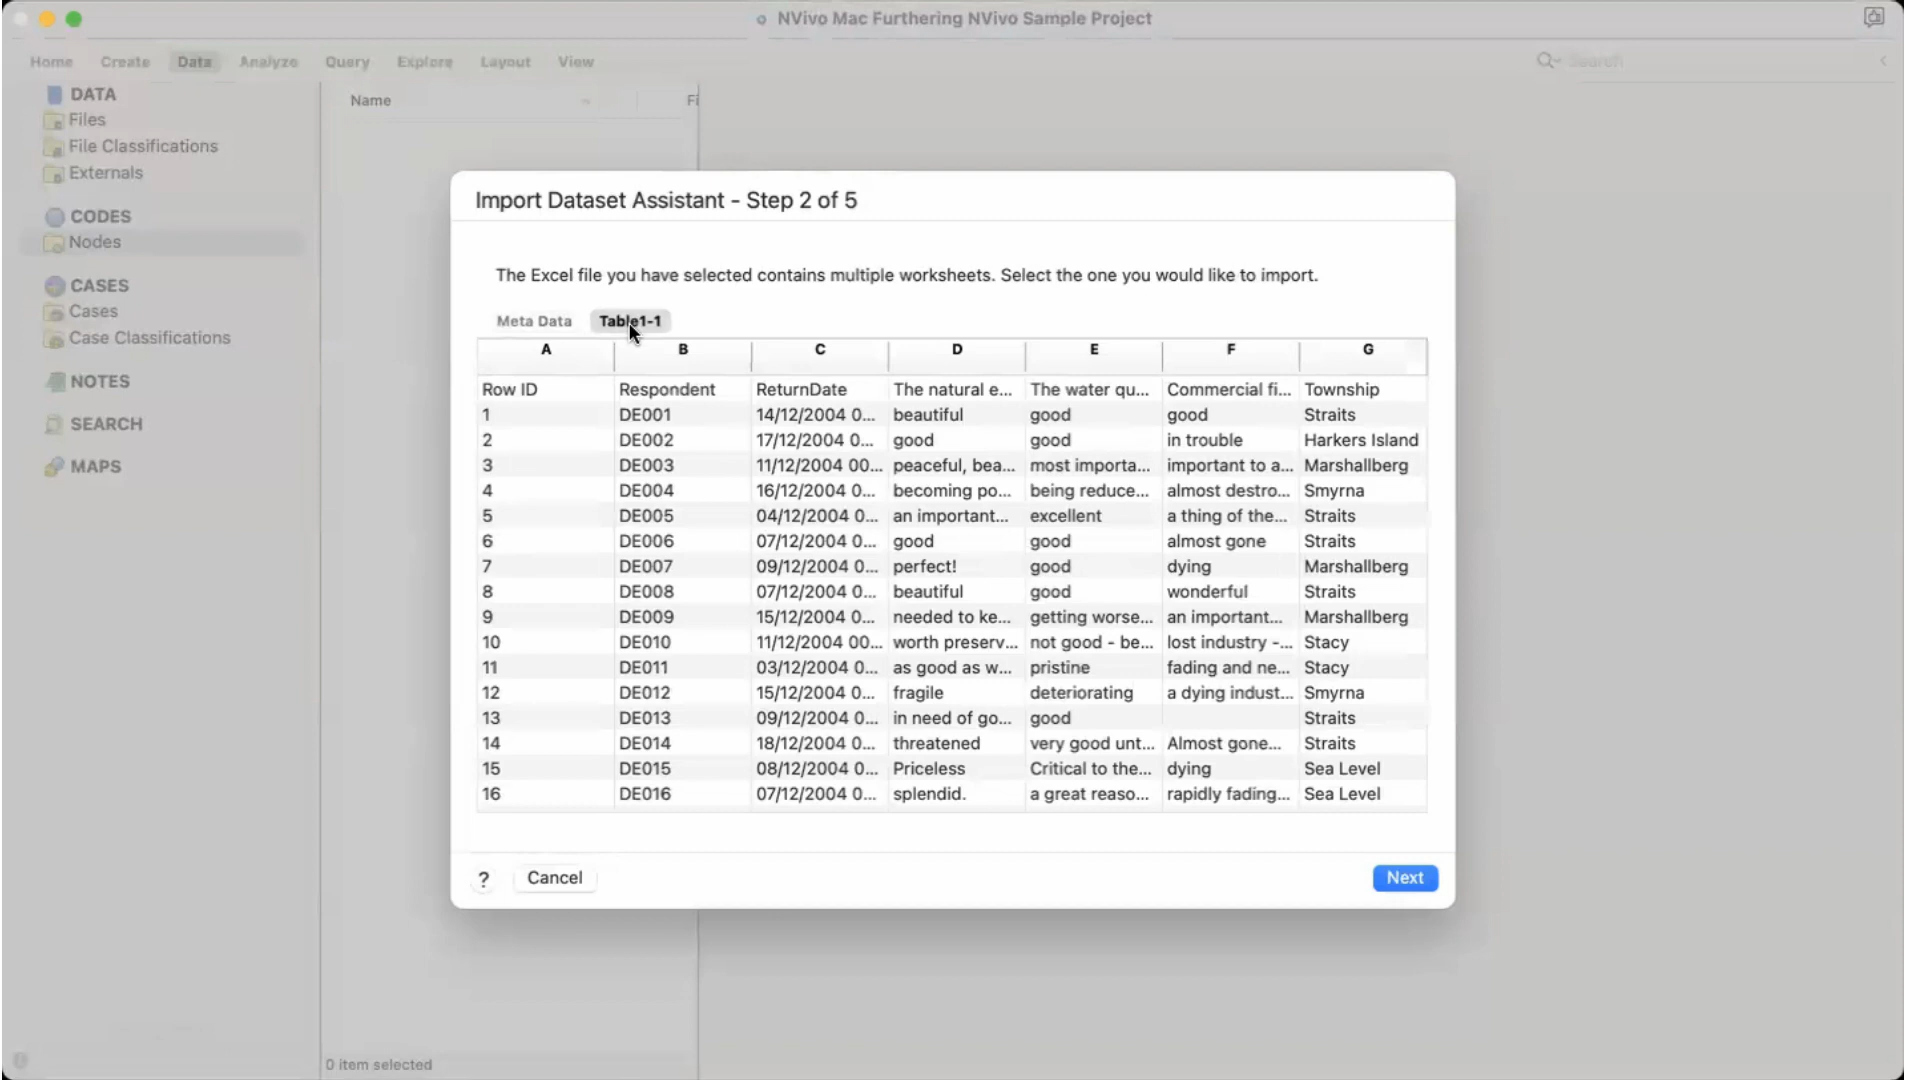 NVivo Mac Furthering NVivo Sample Project
Home Create Data Analyze Query Explore Layout View Search
DATA
Files
File Classifications
Externals
CODES
Nodes
CASES
Cases
Case Classifications
NOTES
SEARCH
MAPS
Name Fi
Import Dataset Assistant - Step 2 of 5
The Excel file you have selected contains multiple worksheets. Select the one you would like to import.
Meta Data Table1-1
A B C D E F G
Row ID Respondent ReturnDate The natural e... The water qu... Commercial fi... Township
1 DE001 14/12/2004 0... beautiful good good Straits
2 DE002 17/12/2004 0... good good in trouble Harkers Island
3 DE003 11/12/2004 00... peaceful, bea... most importa... important to a... Marshallberg
4 DE004 16/12/2004 0... becoming po... being reduce... almost destro... Smyrna
5 DE005 04/12/2004 0... an important... excellent a thing of the... Straits
6 DE006 07/12/2004 0... good good almost gone Straits
7 DE007 09/12/2004 0... perfect! good dying Marshallberg
8 DE008 07/12/2004 0... beautiful good wonderful Straits
9 DE009 15/12/2004 0... needed to ke... getting worse... an important... Marshallberg
10 DE010 11/12/2004 00... worth preserv... not good - be... lost industry -... Stacy
11 DE011 03/12/2004 0... as good as w... pristine fading and ne... Stacy
12 DE012 15/12/2004 0... fragile deteriorating a dying indust... Smyrna
13 DE013 09/12/2004 0... in need of go... good Straits
14 DE014 18/12/2004 0... threatened very good unt... Almost gone... Straits
15 DE015 08/12/2004 0... Priceless Critical to the... dying Sea Level
16 DE016 07/12/2004 0... splendid. a great reaso... rapidly fading... Sea Level
? Cancel Next
0 item selected